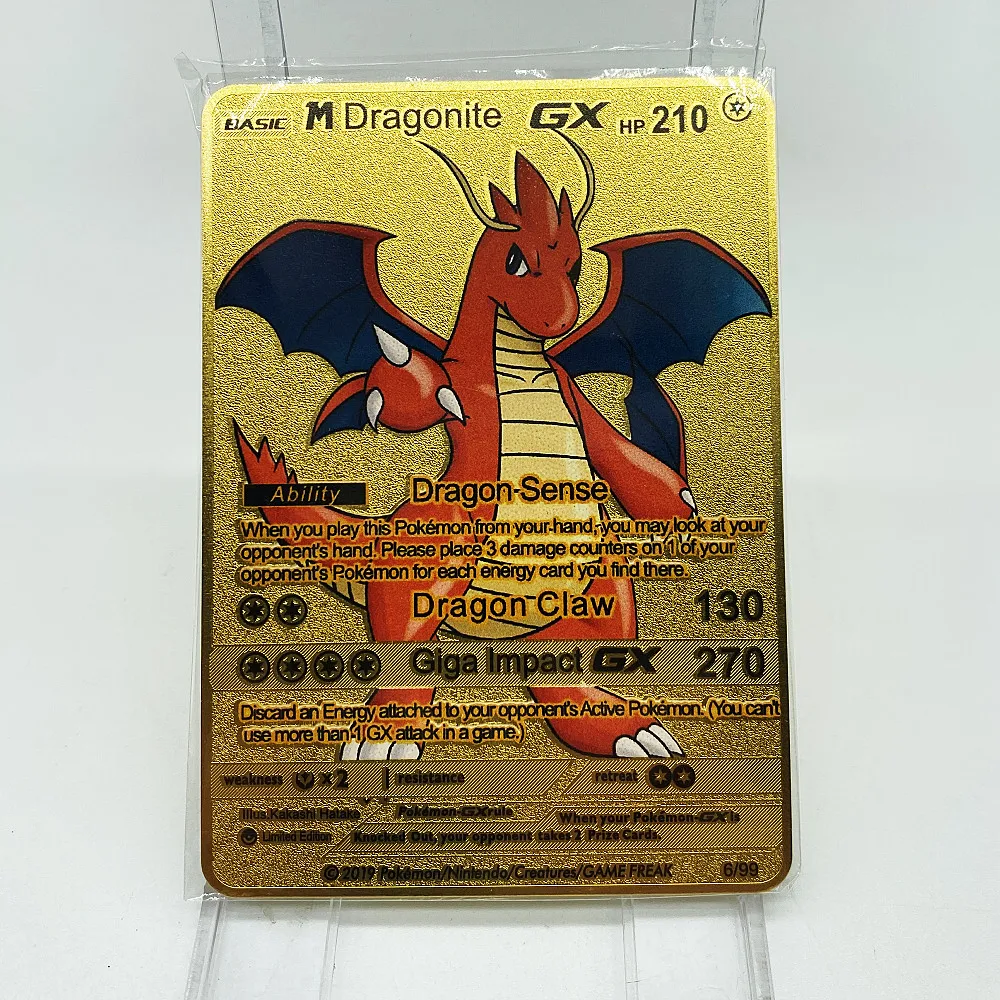 BASIC M Dragonite GX HP 210
Ability Dragon Sense
When you play this Pokémon from your hand, you may look at your
opponent's hand. Please place 3 damage counters on 1 of your
opponent's Pokémon for each energy card you find there.
Dragon Claw 130
Giga Impact GX 270
Discard an Energy attached to your opponent's Active Pokémon. (You can't
use more than 1 GX attack in a game.)
weakness x2 resistance retreat
Illus. Kakashi Hatake Pokémon-GX rule When your Pokémon-GX is
Limited Edition Knocked Out, your opponent takes 2 Prize Cards.
© 2019 Pokémon/Nintendo/Creatures/GAME FREAK 6/99